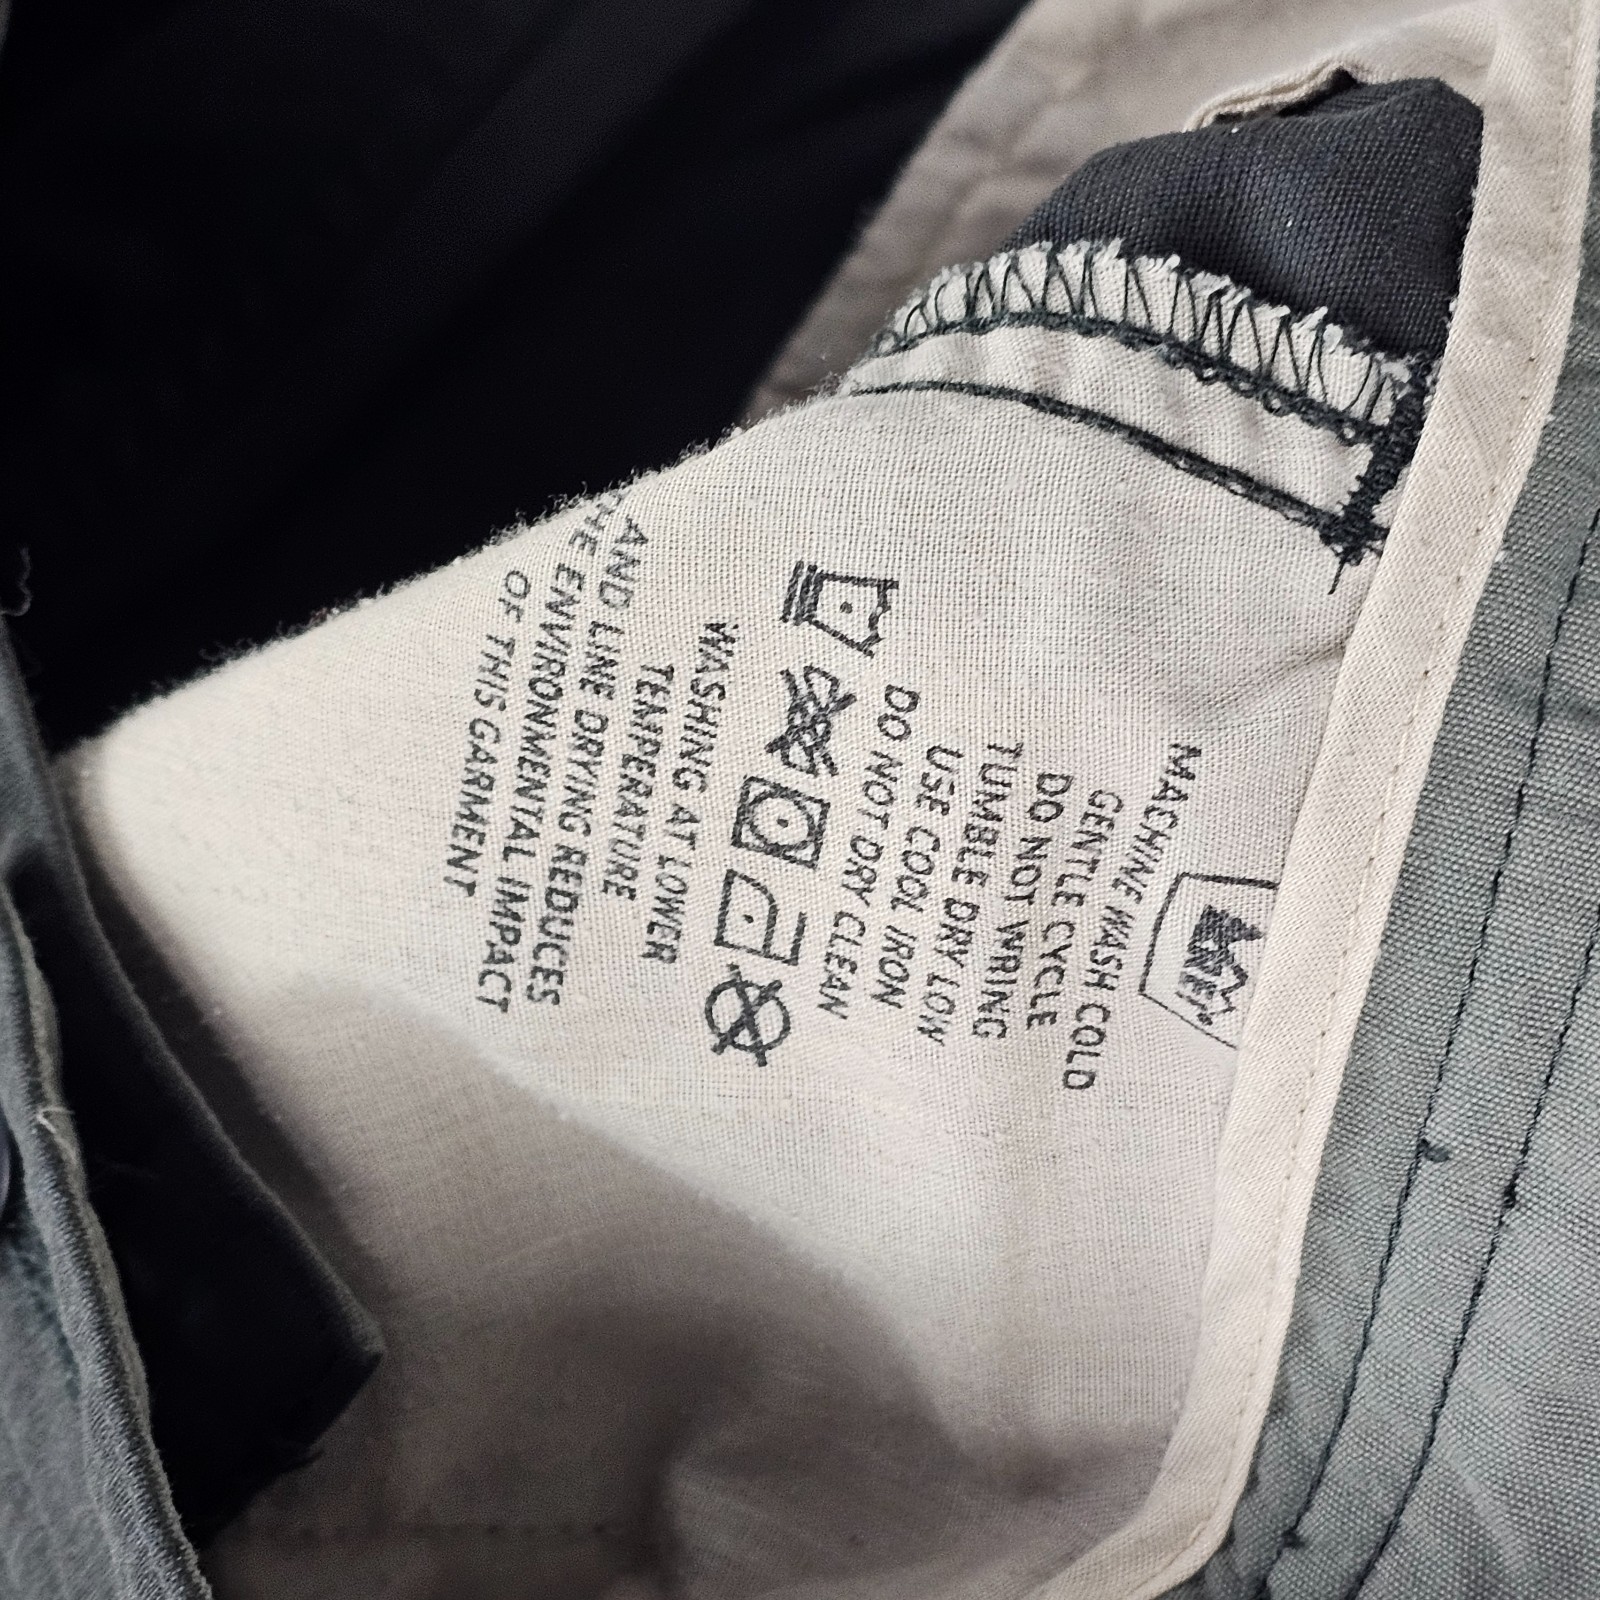 REI
MACHINE WASH COLD
GENTLE CYCLE
DO NOT WRING
TUMBLE DRY LOW
USE COOL IRON
DO NOT DRY CLEAN
WASHING AT LOWER
TEMPERATURE
AND LINE DRYING REDUCES
THE ENVIRONMENTAL IMPACT
OF THIS GARMENT